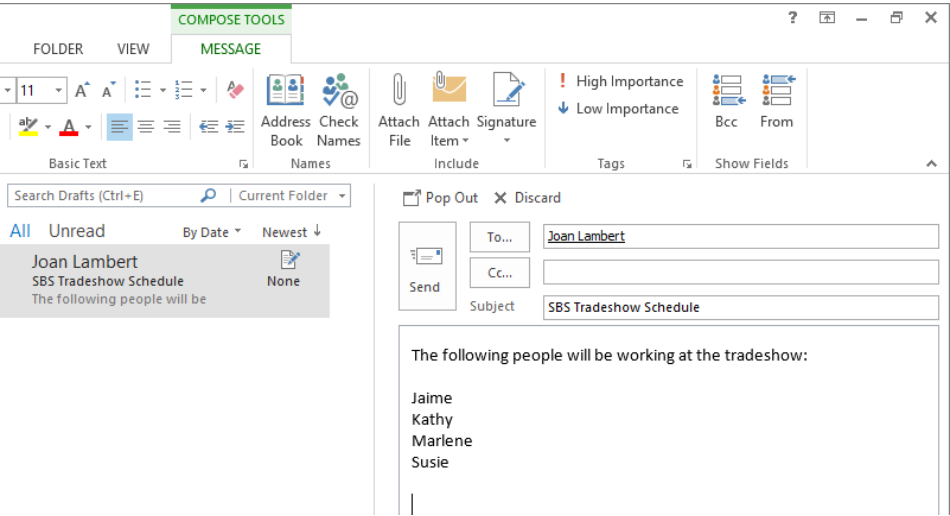 COMPOSE TOOLS
?
FOLDER VIEW MESSAGE
11 A A
High Importance
Low Importance
Address Book
Check Names
Attach File
Attach Item
Signature
Bcc
From
Basic Text Names Include Tags Show Fields
Search Drafts (Ctrl+E) Current Folder
Pop Out Discard
All Unread By Date Newest
Joan Lambert
SBS Tradeshow Schedule None
The following people will be
Send
To... Joan Lambert
Cc...
Subject SBS Tradeshow Schedule
The following people will be working at the tradeshow:
Jaime
Kathy
Marlene
Susie